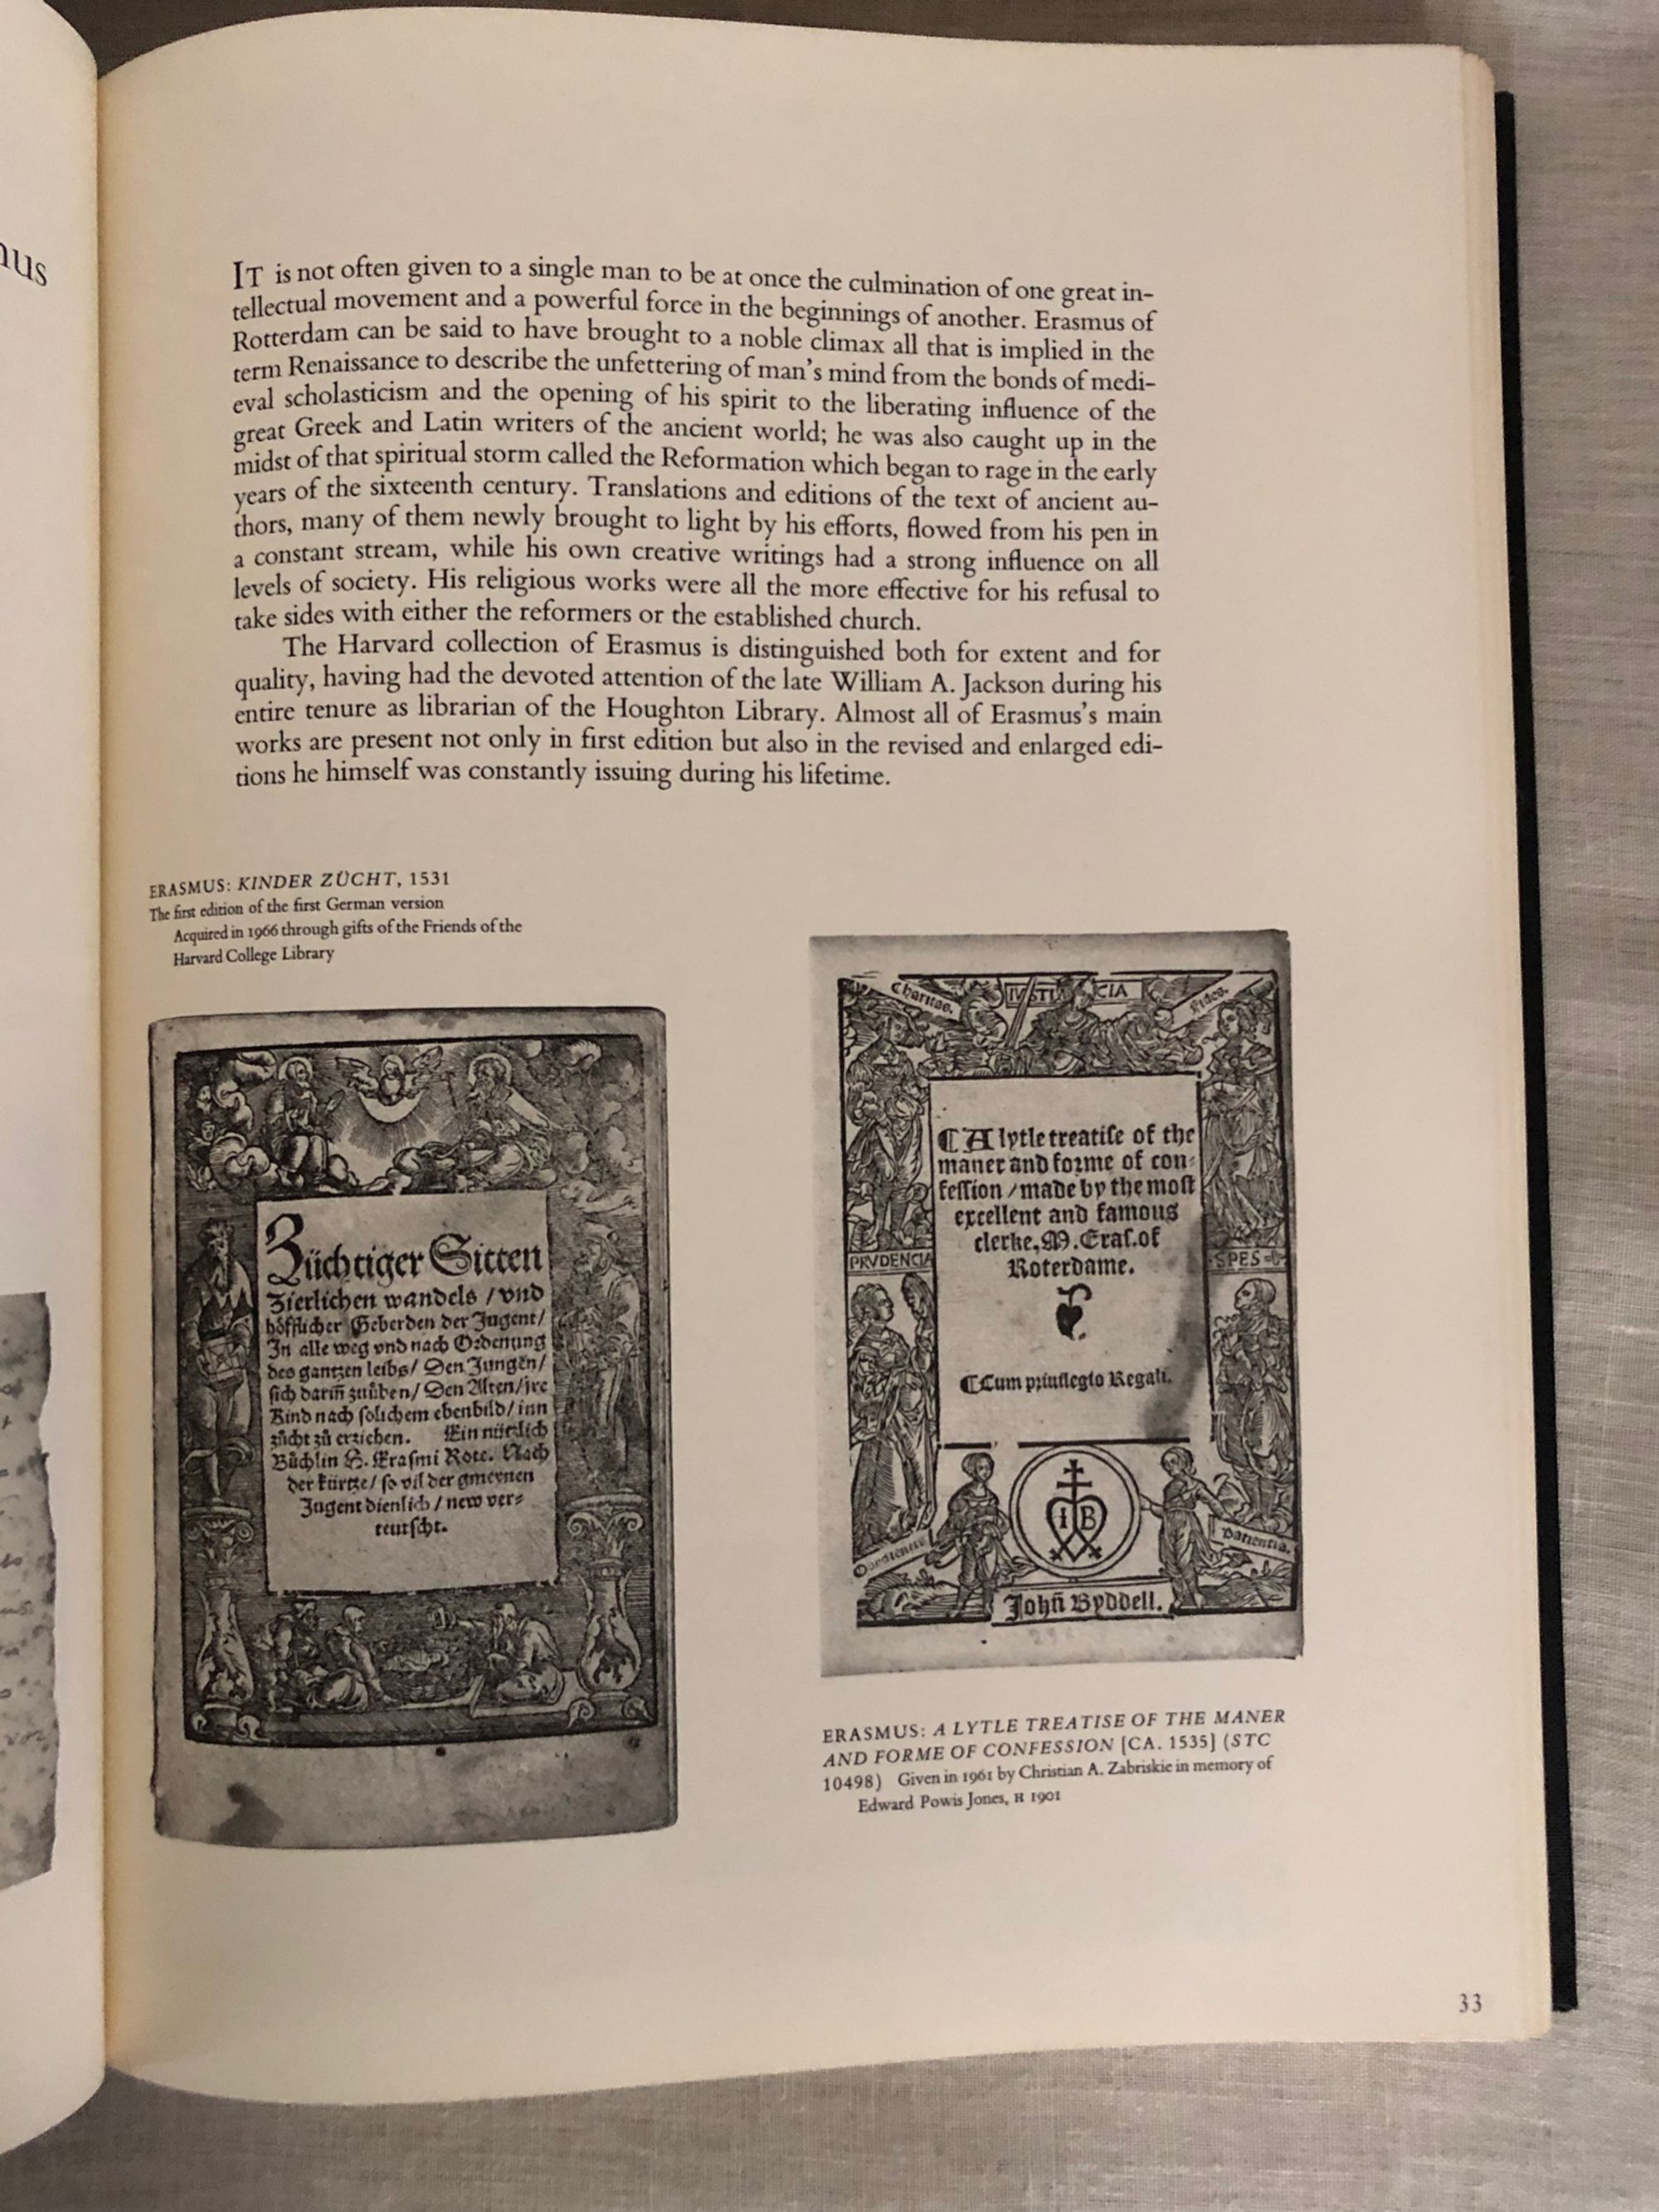 IT is not often given to a single man to be at once the culmination of one great in-
tellectual movement and a powerful force in the beginnings of another. Erasmus of
Rotterdam can be said to have brought to a noble climax all that is implied in the
term Renaissance to describe the unfettering of man's mind from the bonds of medi-
eval scholasticism and the opening of his spirit to the liberating influence of the
great Greek and Latin writers of the ancient world; he was also caught up in the
midst of that spiritual storm called the Reformation which began to rage in the early
years of the sixteenth century. Translations and editions of the text of ancient au-
thors, many of them newly brought to light by his efforts, flowed from his pen in
a constant stream, while his own creative writings had a strong influence on all
levels of society. His religious works were all the more effective for his refusal to
take sides with either the reformers or the established church.
The Harvard collection of Erasmus is distinguished both for extent and for
quality, having had the devoted attention of the late William A. Jackson during his
entire tenure as librarian of the Houghton Library. Almost all of Erasmus's main
works are present not only in first edition but also in the revised and enlarged edi-
tions he himself was constantly issuing during his lifetime.
ERASMUS: KINDER ZÜCHT, 1531
The first edition of the first German version
Acquired in 1966 through gifts of the Friends of the
Harvard College Library
Züchtiger Sitten
Zierlichen wandels / vnd
höfflicher Geberden der Jugent/
In alle weg vnd nach Ordenung
des gantzen leibs/ Den Jungen/
sich dariñ zuͤben/ Den Alten/jre
Kind nach solichem ebenbild/ inn
zücht zů erziehen. Ein nützlich
Büchlin H. Erasmi Rote. Nach
der kürtze/ so vil der gmeynen
Jugent dienlich / new ver-
teutscht.
Charitas.
IVSTI CIA
Fides.
¶ A lytle treatise of the
maner and forme of con-
fession / made by the most
excellent and famous
clerke, M. Eras. of
Roterdame.
PRVDENCIA
SPES
¶ Cum priuilegio Regali.
IB
Obediencie
Patientia.
Johñ Byddell.
ERASMUS: A LYTLE TREATISE OF THE MANER
AND FORME OF CONFESSION [CA. 1535] (STC
10498) Given in 1961 by Christian A. Zabriskie in memory of
Edward Powis Jones, H 1901
33